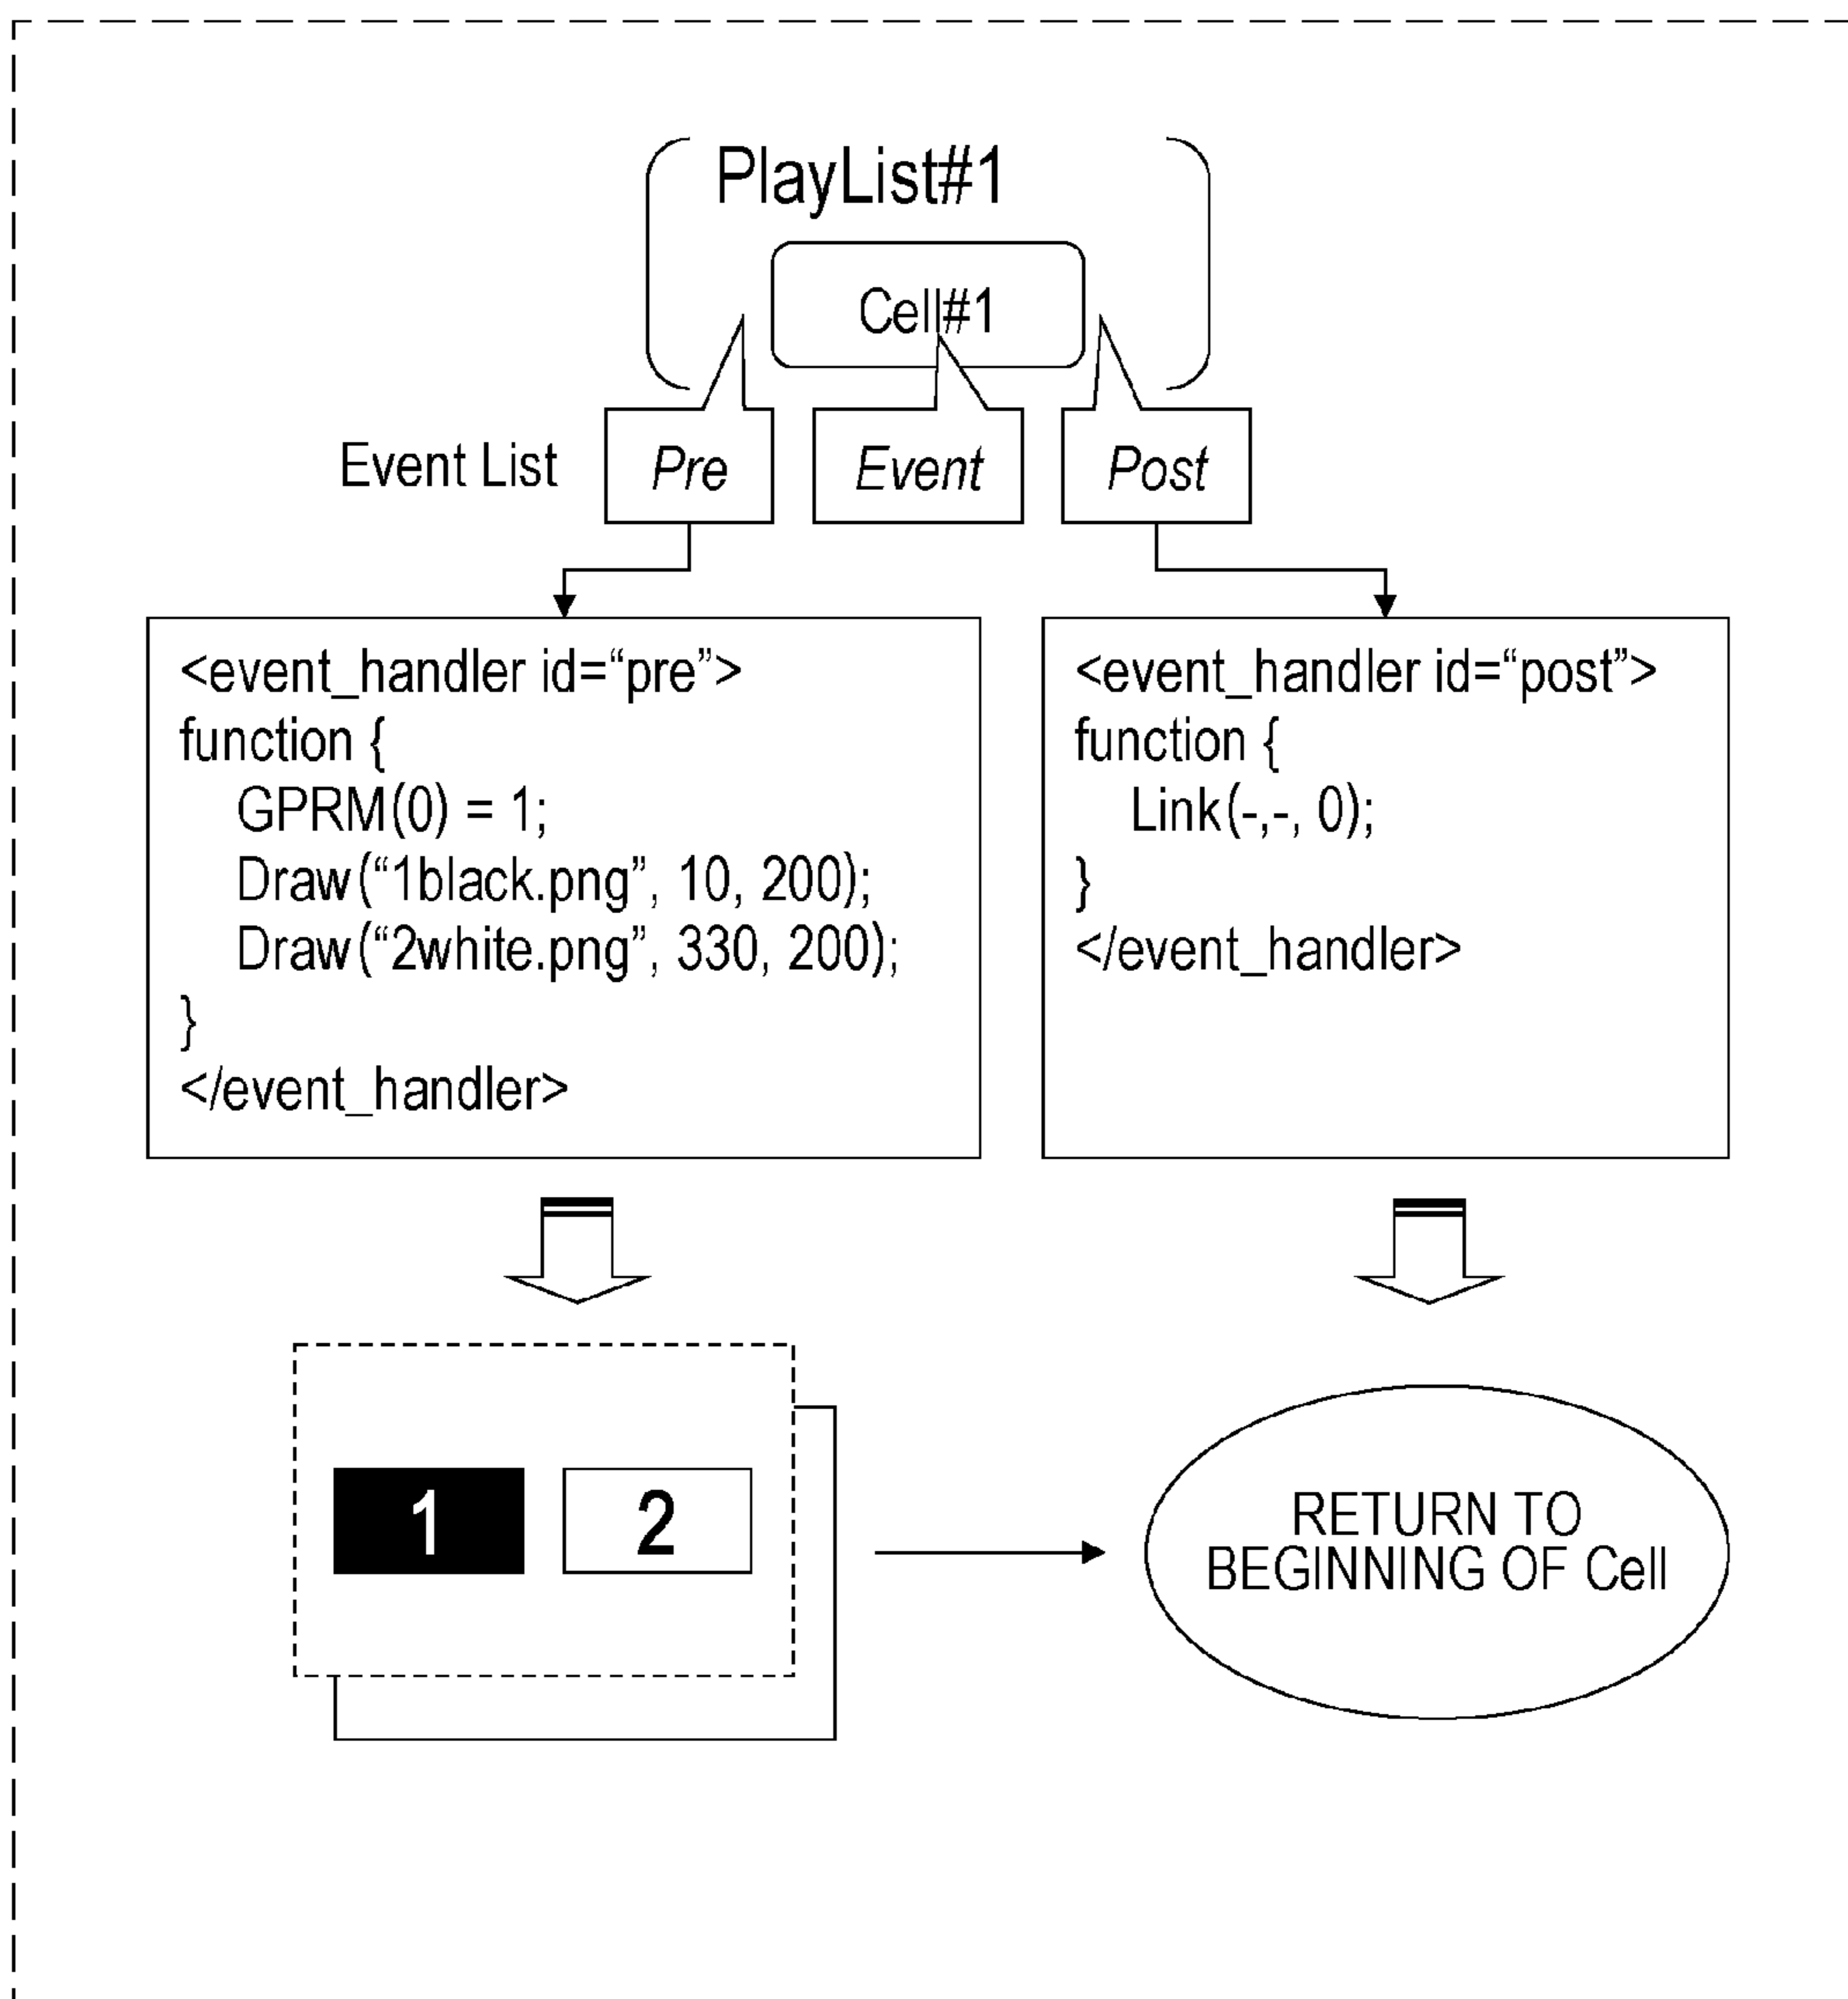 PlayList#1
Cell#1
Event List
Pre
Event
Post
<event_handler id=“pre”>
function {
GPRM(0) = 1;
Draw(“1black.png”, 10, 200);
Draw(“2white.png”, 330, 200);
}
</event_handler>
<event_handler id=“post”>
function {
Link(-,-, 0);
}
</event_handler>
1
2
RETURN TO
BEGINNING OF Cell